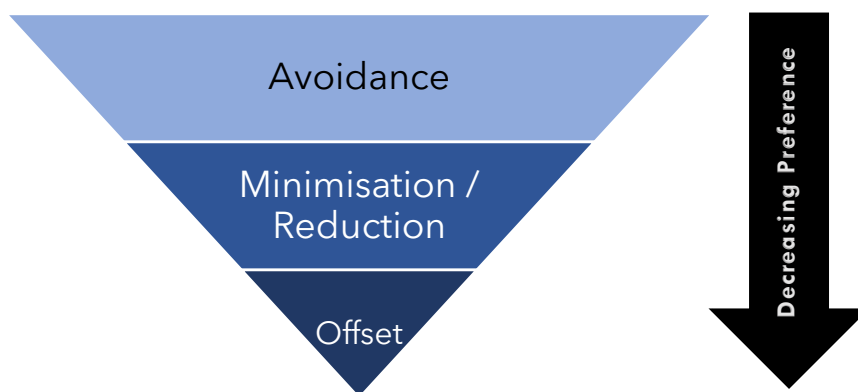 Avoidance
Minimisation /
Reduction
Offset
Decreasing Preference